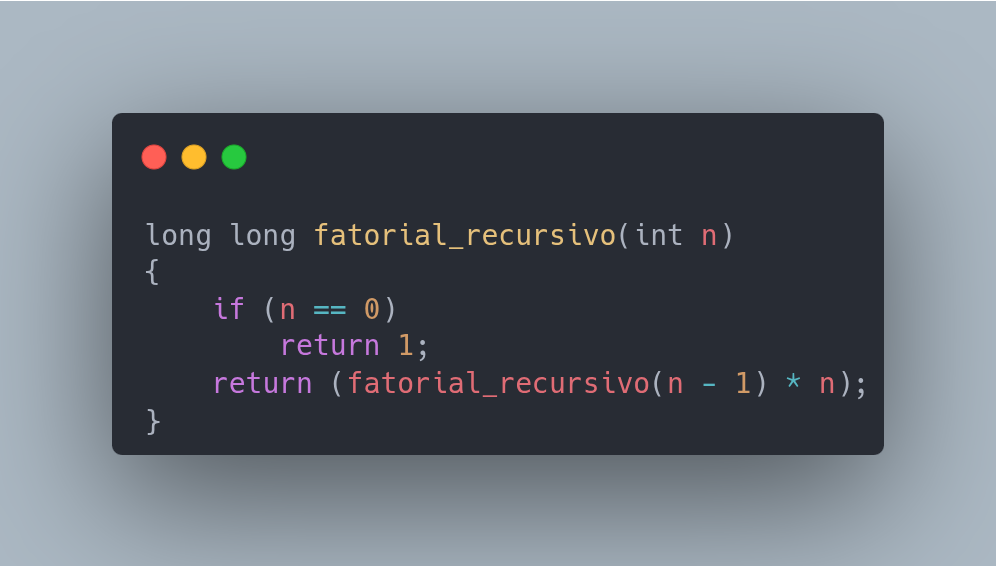 long long fatorial_recursivo(int n)
{
    if (n == 0)
        return 1;
    return (fatorial_recursivo(n - 1) * n);
}